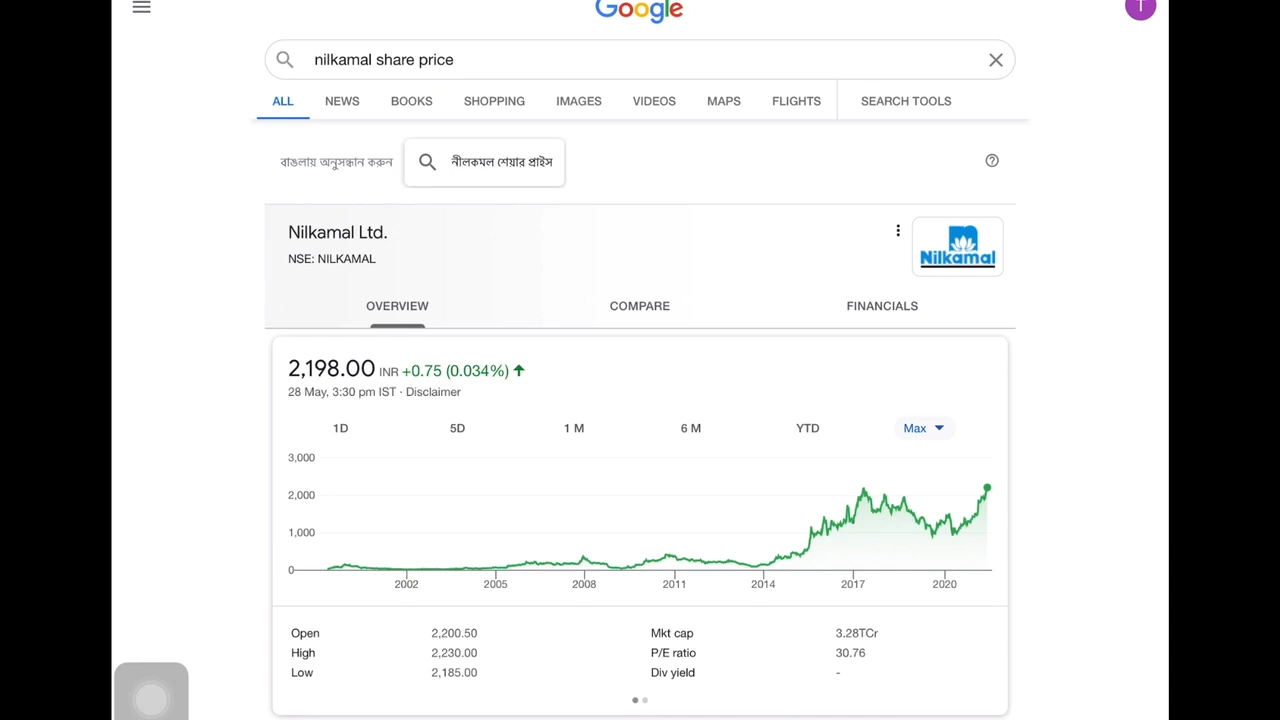 Google
T
nilkamal share price
ALL NEWS BOOKS SHOPPING IMAGES VIDEOS MAPS FLIGHTS SEARCH TOOLS
বাঙলায় অনুসন্ধান করুন নীলকমল শেয়ার প্রাইস
Nilkamal Ltd.
NSE: NILKAMAL
Nilkamal
OVERVIEW COMPARE FINANCIALS
2,198.00 INR +0.75 (0.034%)
28 May, 3:30 pm IST · Disclaimer
1D 5D 1 M 6 M YTD Max
3,000
2,000
1,000
0
2002 2005 2008 2011 2014 2017 2020
Open 2,200.50 Mkt cap 3.28TCr
High 2,230.00 P/E ratio 30.76
Low 2,185.00 Div yield -